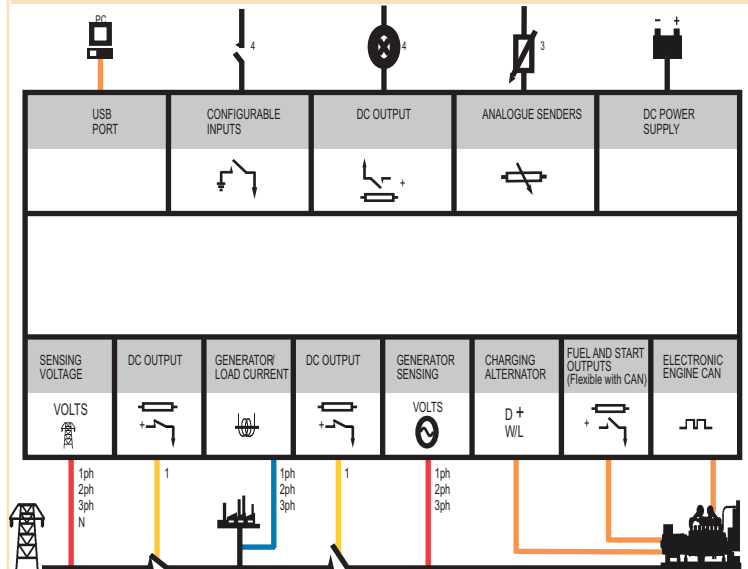 PC
4
4
3
- +
USB
PORT
CONFIGURABLE
INPUTS
DC OUTPUT
ANALOGUE SENDERS
DC POWER
SUPPLY
+
SENSING
VOLTAGE
DC OUTPUT
GENERATOR/
LOAD CURRENT
DC OUTPUT
GENERATOR
SENSING
CHARGING
ALTERNATOR
FUEL AND START
OUTPUTS
(Flexible with CAN)
ELECTRONIC
ENGINE CAN
VOLTS
+
+
VOLTS
D +
W/L
+
1ph
2ph
3ph
N
1
1ph
2ph
3ph
1
1ph
2ph
3ph